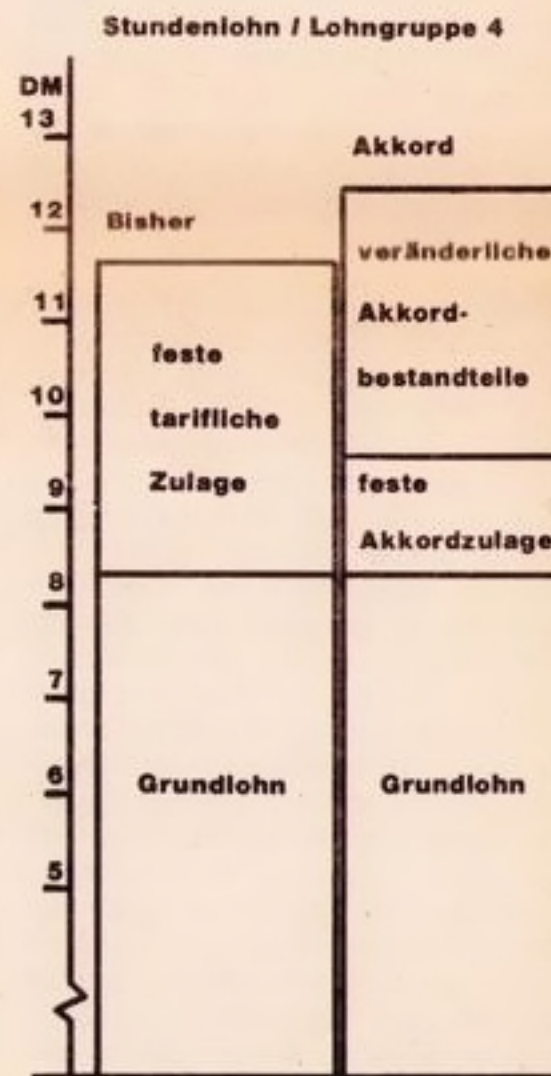 Stundenlohn / Lohngruppe 4
DM
13
12
11
10
9
8
7
6
5
Bisher
feste
tarifliche
Zulage
Grundlohn
Akkord
veränderliche
Akkord-
bestandteile
feste
Akkordzulage
Grundlohn